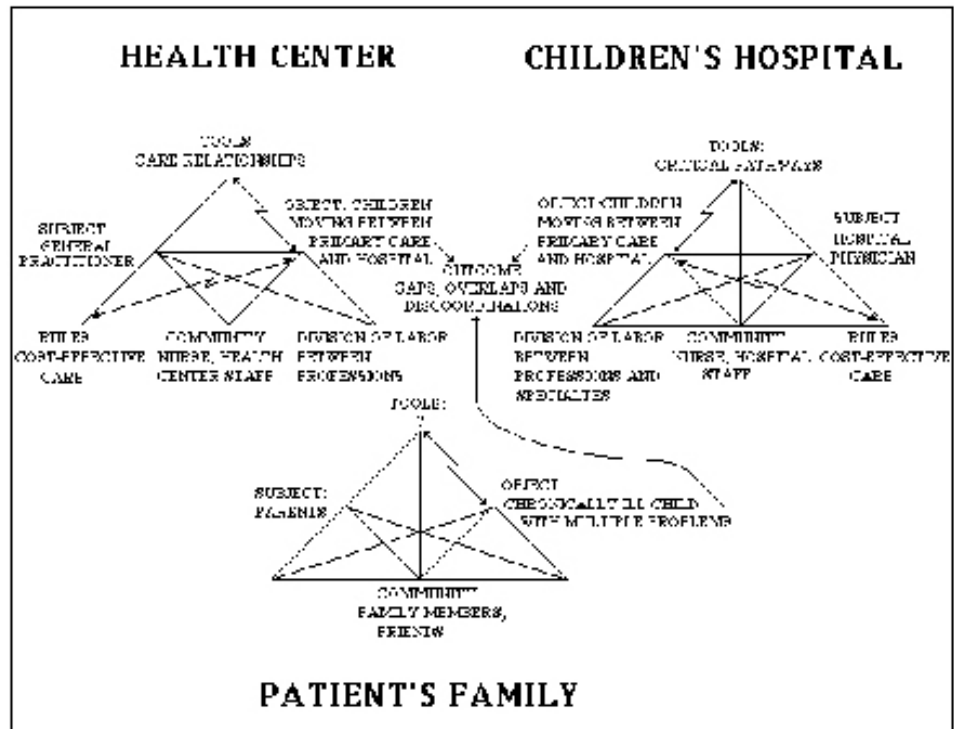 HEALTH CENTER
CHILDREN'S HOSPITAL
TOOLS
CARE RELATIONSHIPS
TOOLS:
CRITICAL PATHWAYS
OBJECT: CHILDREN
MOVING BETWEEN
PRIMARY CARE
AND HOSPITAL
OBJECT: CHILDREN
MOVING BETWEEN
PRIMARY CARE
AND HOSPITAL
SUBJECT:
GENERAL
PRACTITIONER
SUBJECT:
HOSPITAL
PHYSICIAN
OUTCOME
GAPS, OVERLAPS AND
DISCOORDINATIONS
RULES
COST-EFFECTIVE
CARE
COMMUNITY
NURSE, HEALTH
CENTER STAFF
DIVISION OF LABOR
BETWEEN
PROFESSIONS
DIVISION OF LABOR
BETWEEN
PROFESSIONS AND
SPECIALTES
COMMUNITY
NURSE, HOSPITAL
STAFF
RULES
COST-EFFECTIVE
CARE
TOOLS:
?
SUBJECT:
PARENTS
OBJECT
CHRONICALLY ILL CHILD
WITH MULTIPLE PROBLEMS
COMMUNITY
FAMILY MEMBERS,
FRIENDS
PATIENT'S FAMILY